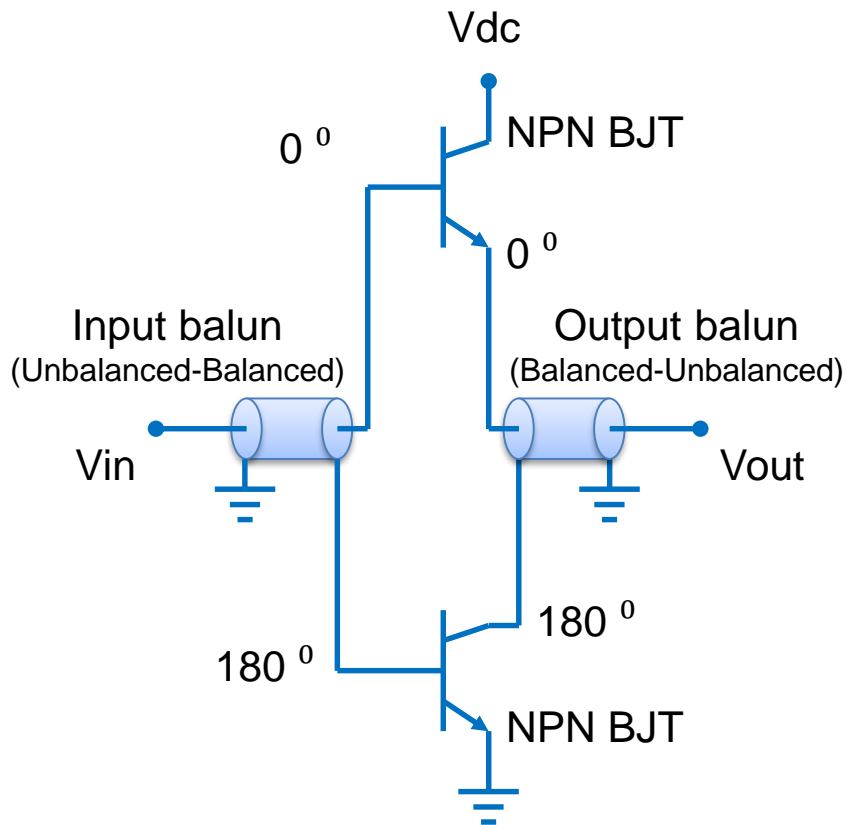 Vdc
NPN BJT
0 ⁰
0 ⁰
Input balun
(Unbalanced-Balanced)
Output balun
(Balanced-Unbalanced)
Vin
Vout
180 ⁰
180 ⁰
NPN BJT